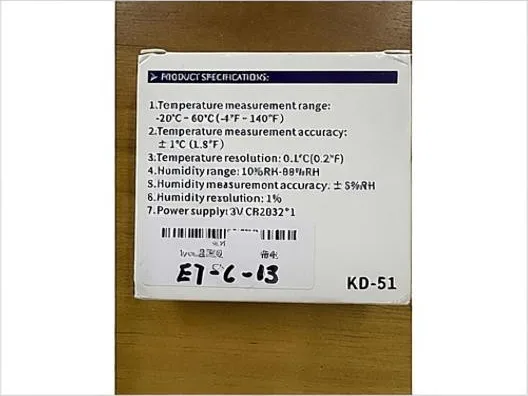 PRODUCT SPECIFICATIONS:
1.Temperature measurement range:
-20°C ~ 60°C (-4°F ~ 140°F)
2.Temperature measurement accuracy:
± 1°C (1.8°F)
3.Temperature resolution: 0.1°C(0.2°F)
4.Humidity range: 10%RH-99%RH
5.Humidity measurement accuracy: ± 5%RH
6.Humidity resolution: 1%
7.Power supply: 3V CR2032*1
E7-C-13
KD-51